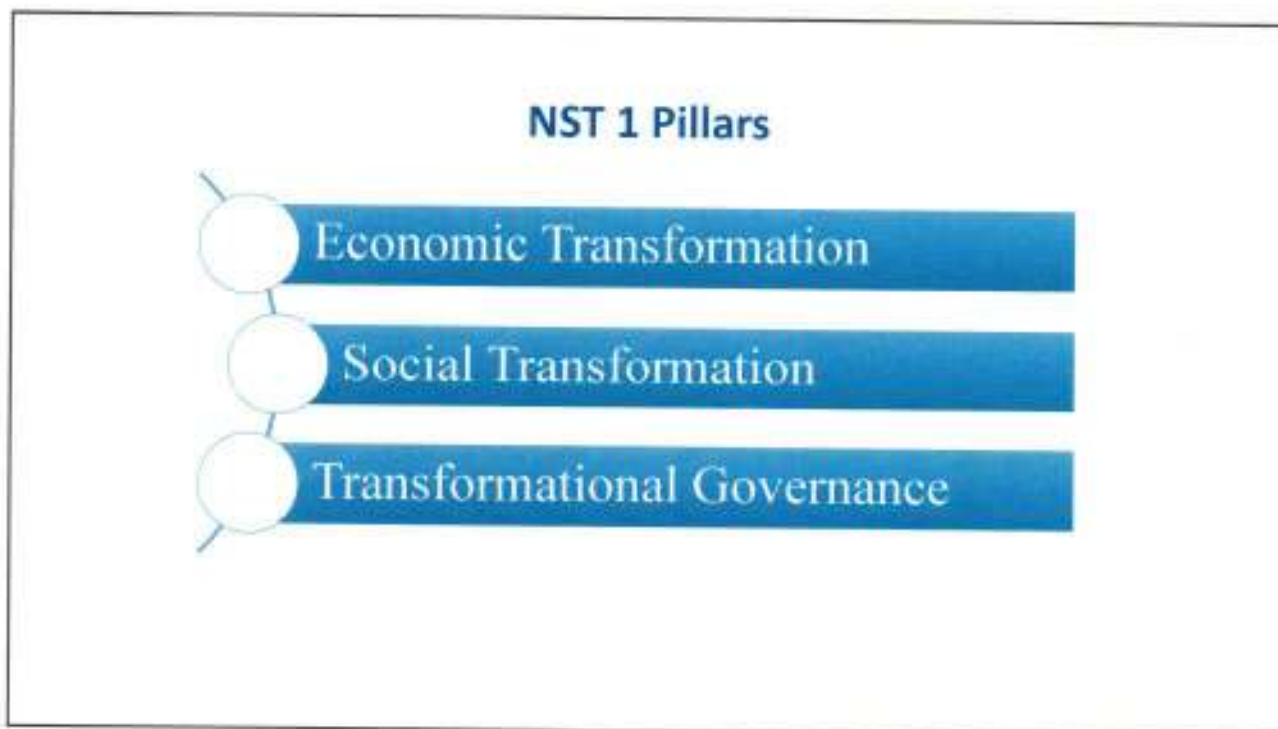 NST 1 Pillars
Economic Transformation
Social Transformation
Transformational Governance